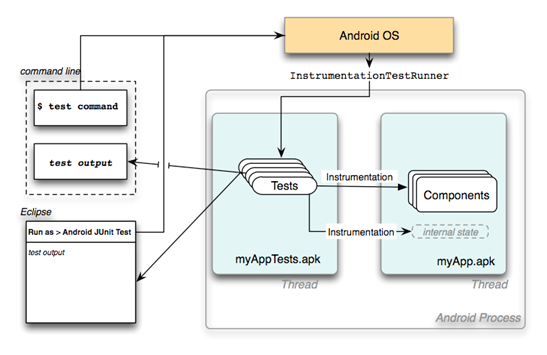 Android OS
command line
$ test command
test output
InstrumentationTestRunner
Tests
Instrumentation
Components
Instrumentation
internal state
myAppTests.apk
myApp.apk
Thread
Thread
Android Process
Eclipse
Run as > Android JUnit Test
test output